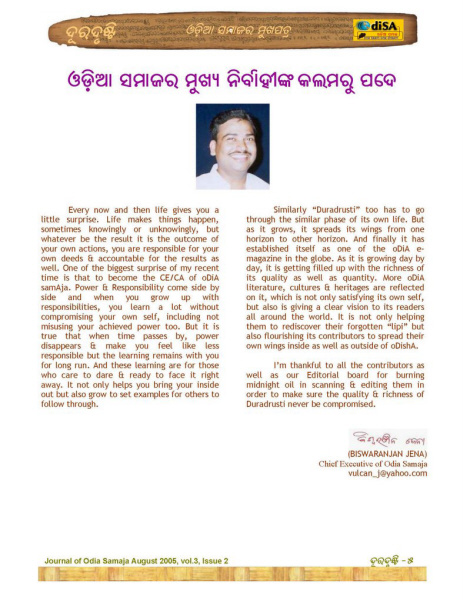 ଦୂରଦୃଷ୍ଟି
ଓଡ଼ିଆ ସମାଜର ମୁଖପତ୍ର
OdiSA
ଓଡ଼ିଆ ସମାଜର ମୁଖ୍ୟ ନିର୍ବାହୀଙ୍କ କଲମରୁ ପଦେ
Every now and then life gives you a
little surprise. Life makes things happen,
sometimes knowingly or unknowingly, but
whatever be the result it is the outcome of
your own actions, you are responsible for your
own deeds & accountable for the results as
well. One of the biggest surprise of my recent
time is that to become the CE/CA of oDiA
samAja. Power & Responsibility come side by
side and when you grow up with
responsibilities, you learn a lot without
compromising your own self, including not
misusing your achieved power too. But it is
true that when time passes by, power
disappears & make you feel like less
responsible but the learning remains with you
for long run. And these learning are for those
who care to dare & ready to face it right
away. It not only helps you bring your inside
out but also grow to set examples for others to
follow through.
Similarly “Duradrusti” too has to go
through the similar phase of its own life. But
as it grows, it spreads its wings from one
horizon to other horizon. And finally it has
established itself as one of the oDiA e-
magazine in the globe. As it is growing day by
day, it is getting filled up with the richness of
its quality as well as quantity. More oDiA
literature, cultures & heritages are reflected
on it, which is not only satisfying its own self,
but also is giving a clear vision to its readers
all around the world. It is not only helping
them to rediscover their forgotten “lipi” but
also flourishing its contributors to spread their
own wings inside as well as outside of oDishA.
I’m thankful to all the contributors as
well as our Editorial board for burning
midnight oil in scanning & editing them in
order to make sure the quality & richness of
Duradrusti never be compromised.
ବିଶ୍ୱରଞ୍ଜନ ଜେନା
(BISWARANJAN JENA)
Chief Executive of Odia Samaja
vulcan_j@yahoo.com
Journal of Odia Samaja August 2005, vol.3, Issue 2
ଦୂରଦୃଷ୍ଟି - ୫